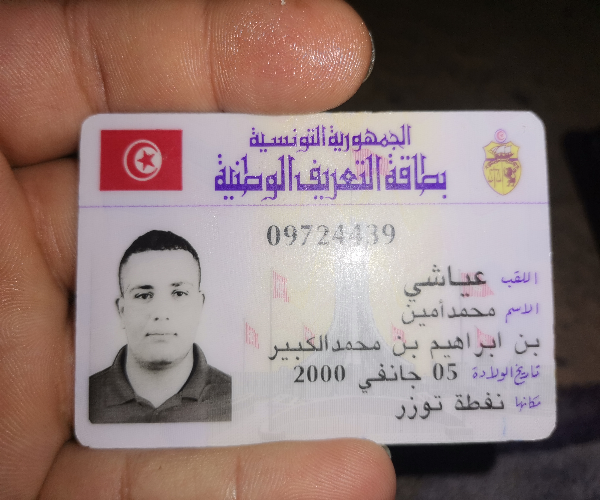 الجمهورية التونسية
بطاقة التعريف الوطنية
09724439
اللقب عياشي
الاسم محمدأمين
بن ابراهيم بن محمدالكبير
تاريخ الولادة 05 جانفي 2000
مكانها نفطة توزر